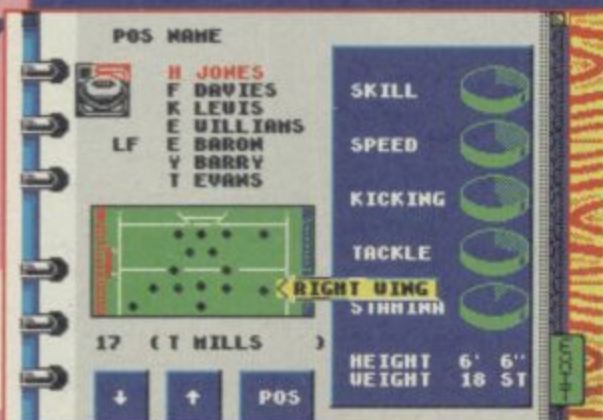 POS NAME
H JONES
F DAVIES
K LEWIS
E WILLIAMS
LF E BARON
Y BARRY
T EVANS
SKILL
SPEED
KICKING
TACKLE
STAMINA
<RIGHT WING
17 (T MILLS )
HEIGHT 6' 6"
WEIGHT 18 ST
POS
EXIT